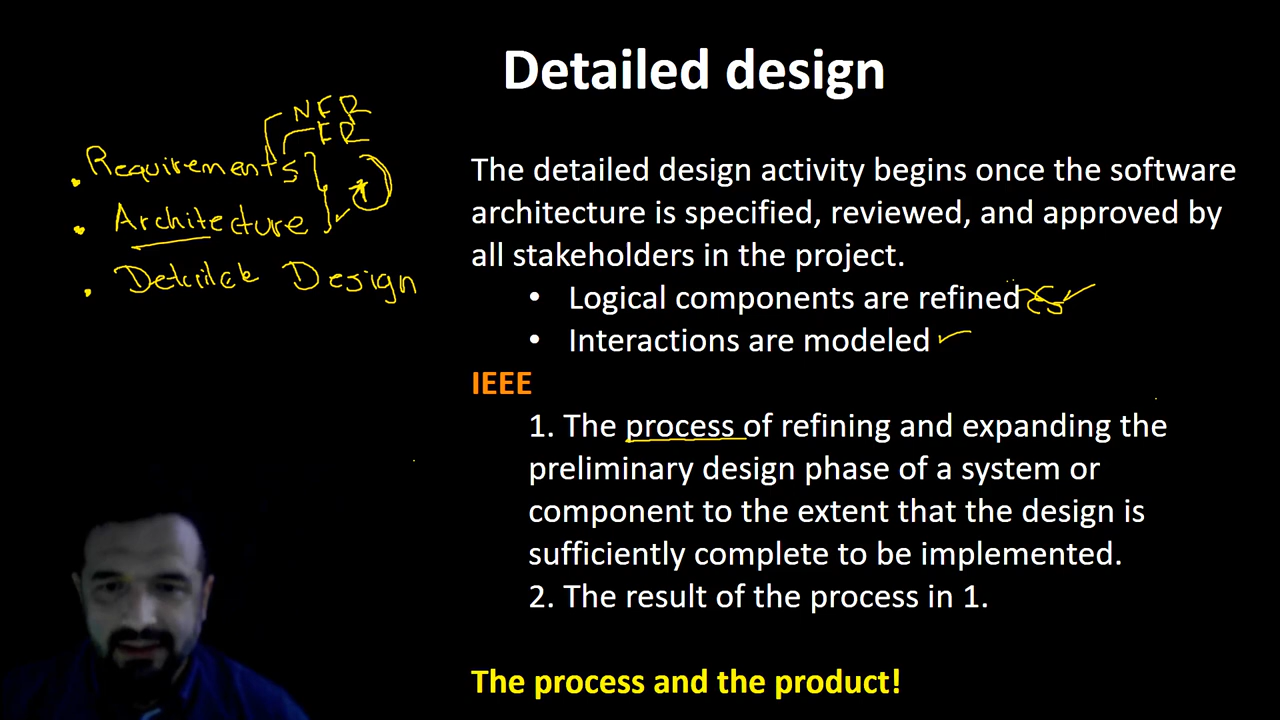 Detailed design
NFR
FR
• Requirements
• Architecture
• Detailed Design
The detailed design activity begins once the software
architecture is specified, reviewed, and approved by
all stakeholders in the project.
• Logical components are refined
• Interactions are modeled
IEEE
1. The process of refining and expanding the
preliminary design phase of a system or
component to the extent that the design is
sufficiently complete to be implemented.
2. The result of the process in 1.
The process and the product!